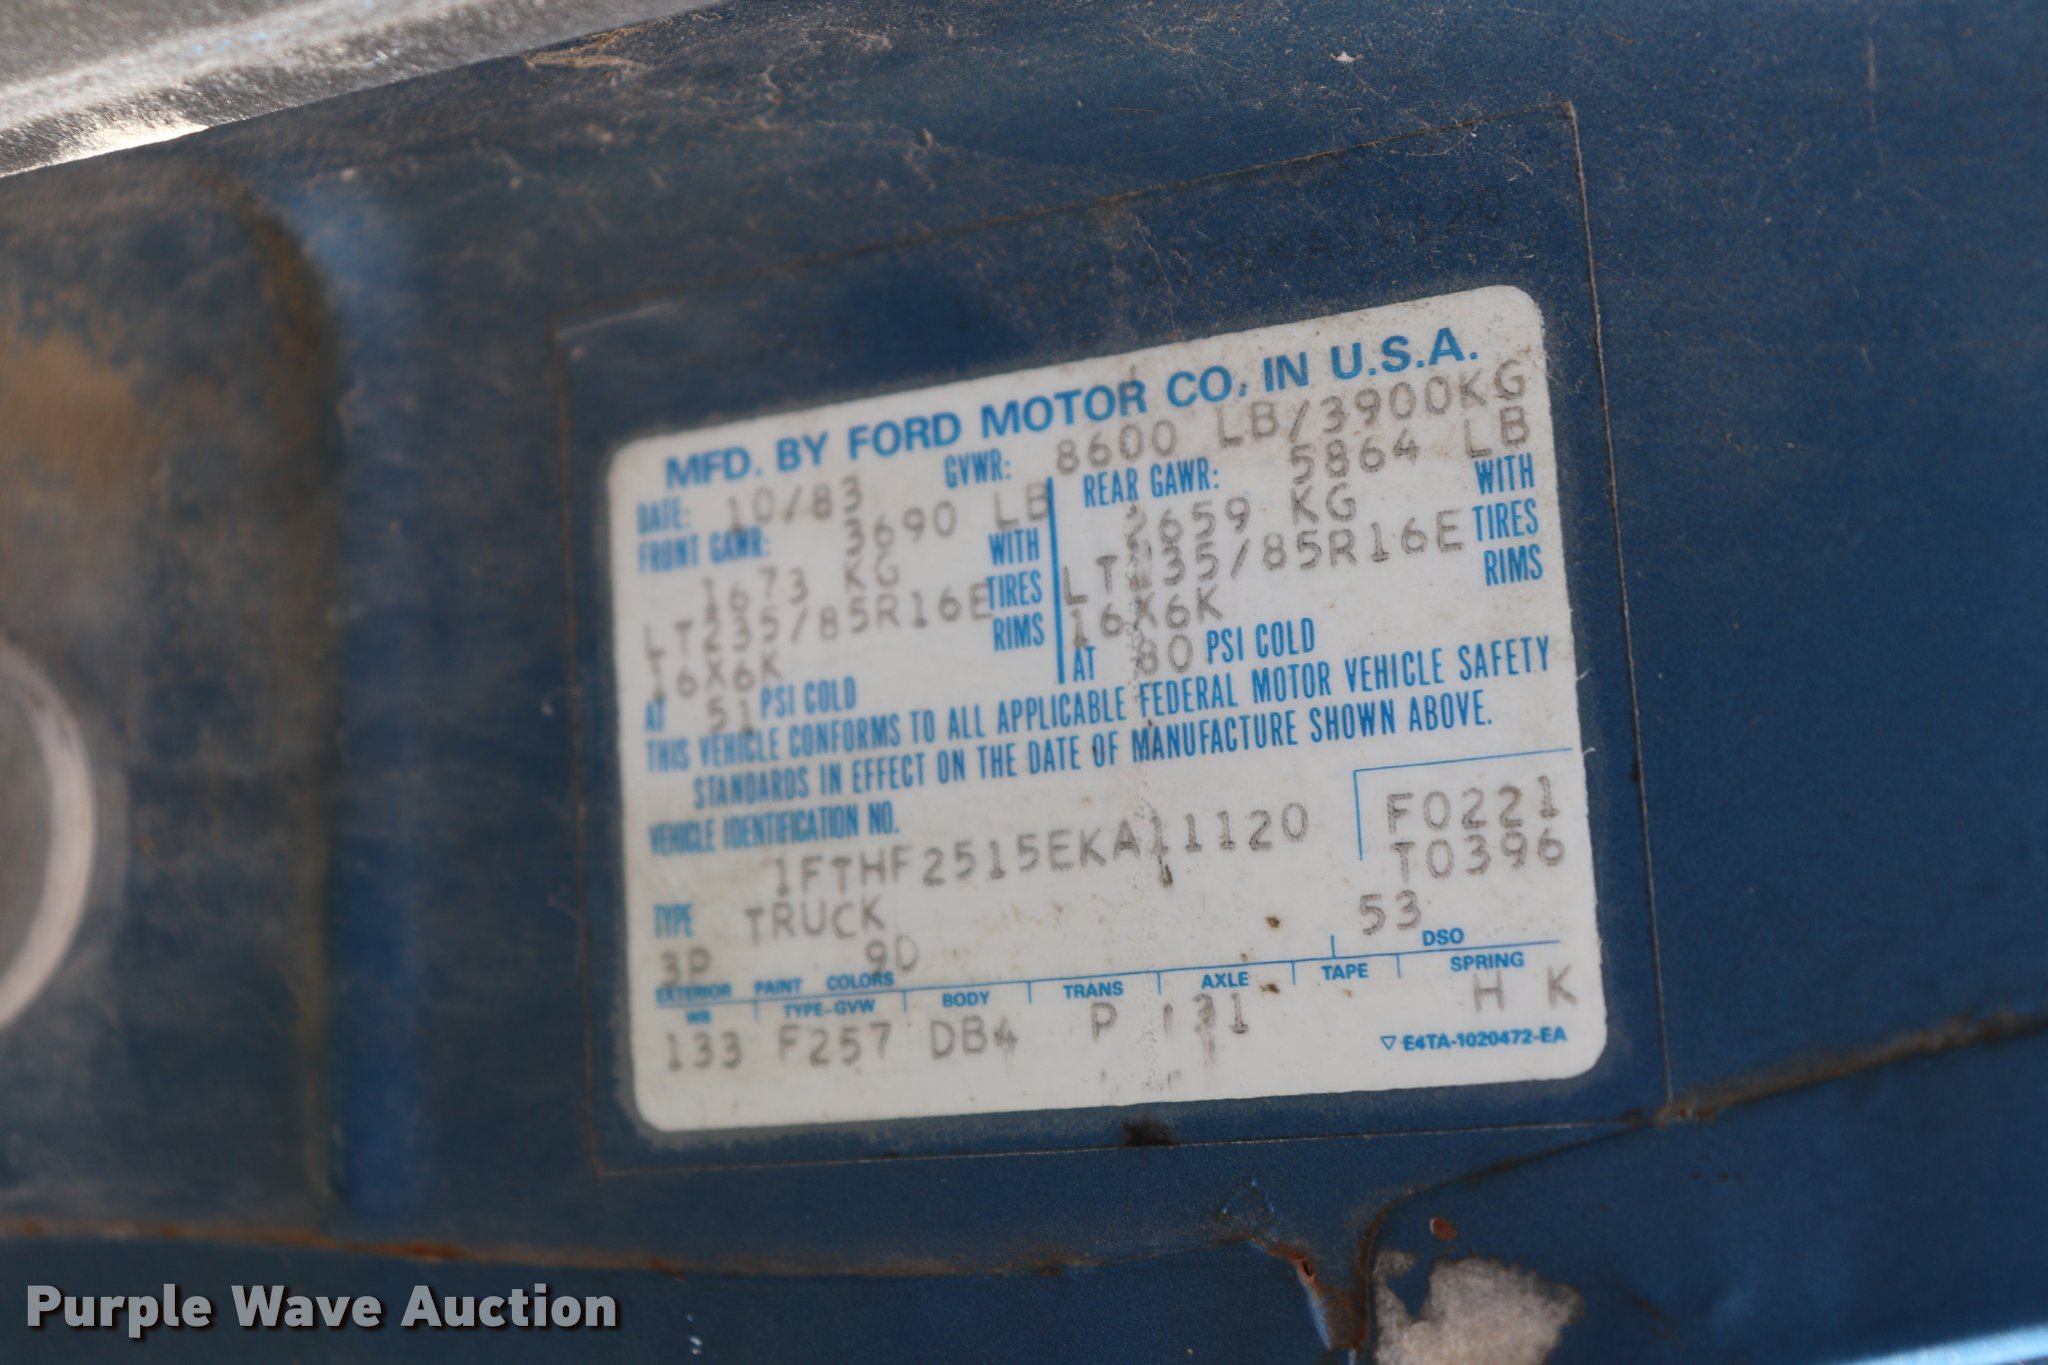 MFD. BY FORD MOTOR CO. IN U.S.A.
DATE: 10/83 GVWR: 8600 LB/3900KG
FRONT GAWR: 3690 LB REAR GAWR: 5864 LB
1673 KG WITH 2659 KG WITH
LT235/85R16E TIRES LT235/85R16E TIRES
16X6K RIMS 16X6K RIMS
AT 51 PSI COLD AT 80 PSI COLD
THIS VEHICLE CONFORMS TO ALL APPLICABLE FEDERAL MOTOR VEHICLE SAFETY
STANDARDS IN EFFECT ON THE DATE OF MANUFACTURE SHOWN ABOVE.
VEHICLE IDENTIFICATION NO.
1FTHF2515EKA11120
F0221
T0396
TYPE TRUCK
53
3P 9D
DSO
EXTERIOR PAINT COLORS
WB TYPE-GVW BODY TRANS AXLE TAPE SPRING
133 F257 DB4 P 31 H K
▽ E4TA-1020472-EA
Purple Wave Auction